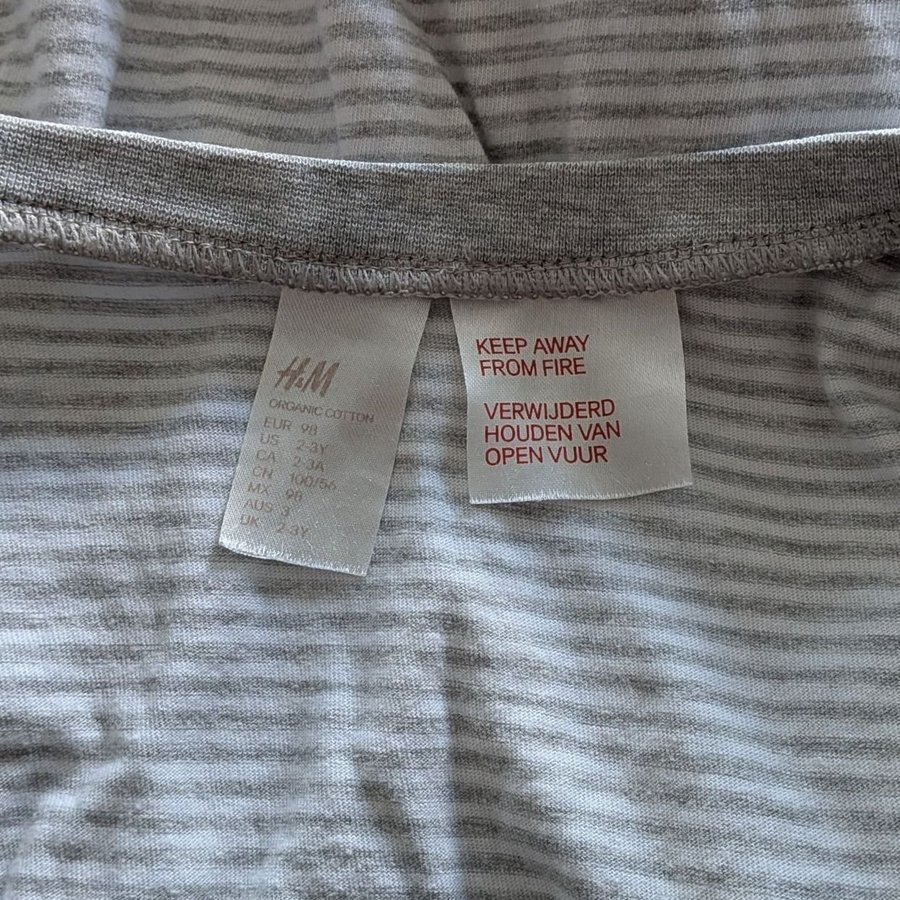 H&M
ORGANIC COTTON
EUR 98
US 2-3Y
CA 2-3A
CN 100/56
MX 98
AUS 3
UK 2-3Y
KEEP AWAY
FROM FIRE
VERWIJDERD
HOUDEN VAN
OPEN VUUR